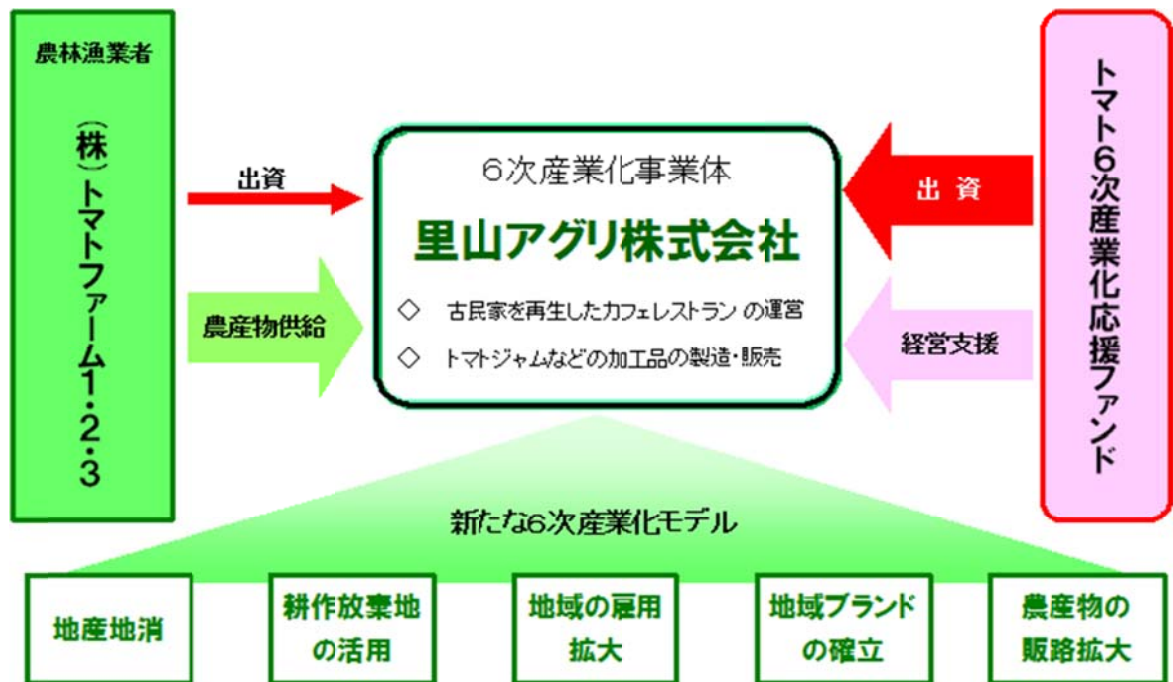 農林漁業者
(株)トマトファーム1・2・3
出資
農産物供給
6次産業化事業体
里山アグリ株式会社
◇ 古民家を再生したカフェレストランの運営
◇ トマトジャムなどの加工品の製造・販売
出 資
経営支援
トマト6次産業化応援ファンド
新たな6次産業化モデル
地産地消
耕作放棄地
の活用
地域の雇用
拡大
地域ブランド
の確立
農産物の
販路拡大